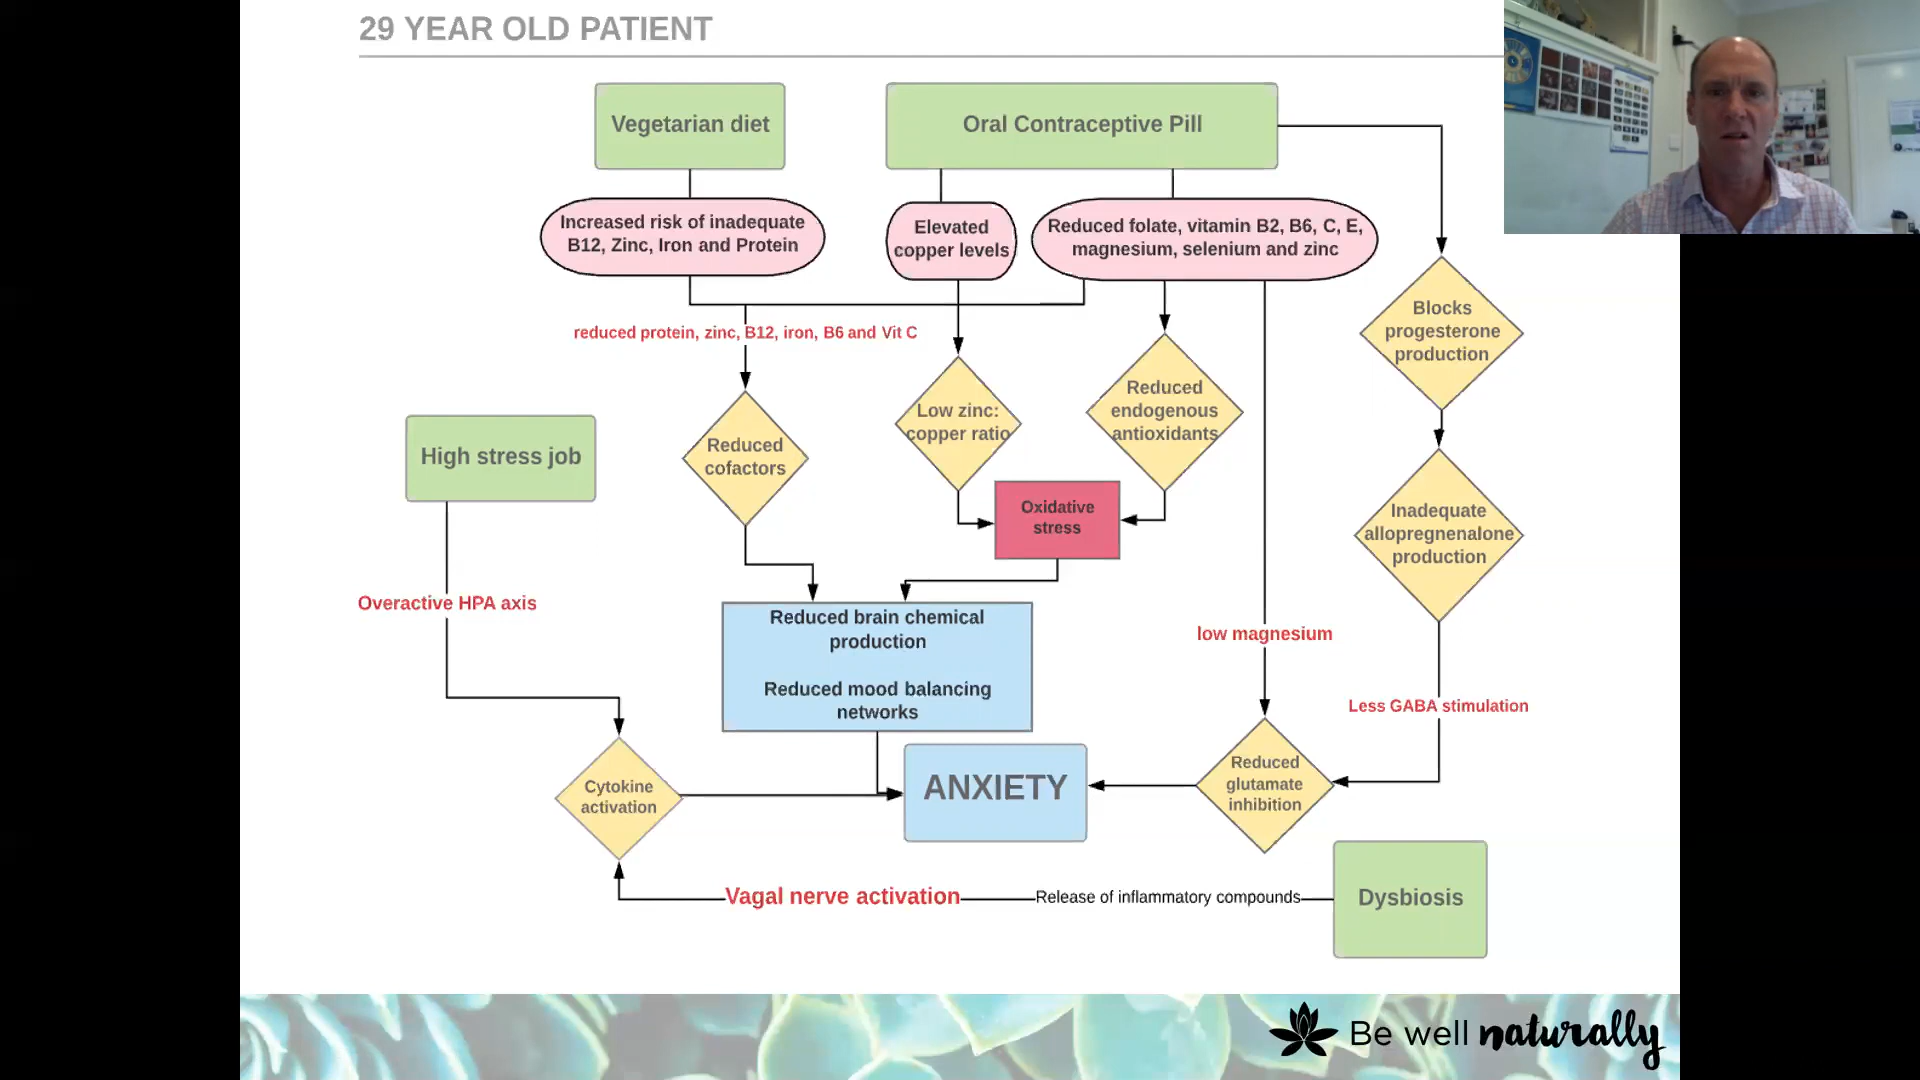 29 YEAR OLD PATIENT
Vegetarian diet
Oral Contraceptive Pill
Increased risk of inadequate
B12, Zinc, Iron and Protein
Elevated
copper levels
Reduced folate, vitamin B2, B6, C, E,
magnesium, selenium and zinc
Blocks
progesterone
production
reduced protein, zinc, B12, iron, B6 and Vit C
Reduced
endogenous
antioxidants
Low zinc:
copper ratio
Reduced
cofactors
High stress job
Oxidative
stress
Inadequate
allopregnenalone
production
Overactive HPA axis
Reduced brain chemical
production
Reduced mood balancing
networks
low magnesium
Less GABA stimulation
Cytokine
activation
ANXIETY
Reduced
glutamate
inhibition
Vagal nerve activation
Release of inflammatory compounds
Dysbiosis
Be well naturally